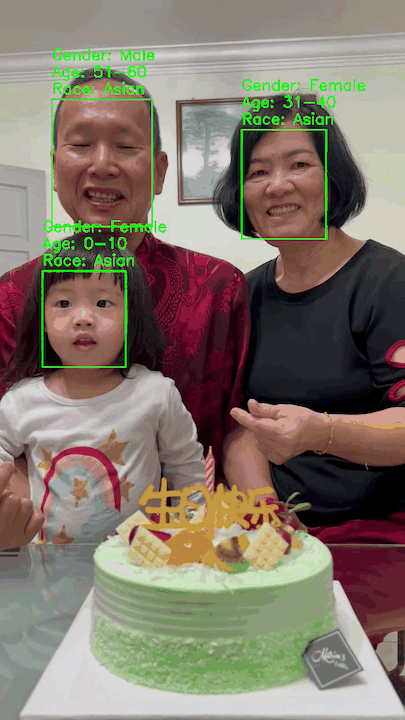 Gender: Male
Age: 51-60
Race: Asian
Gender: Female
Age: 31-40
Race: Asian
Gender: Female
Age: 0-10
Race: Asian
生日快乐